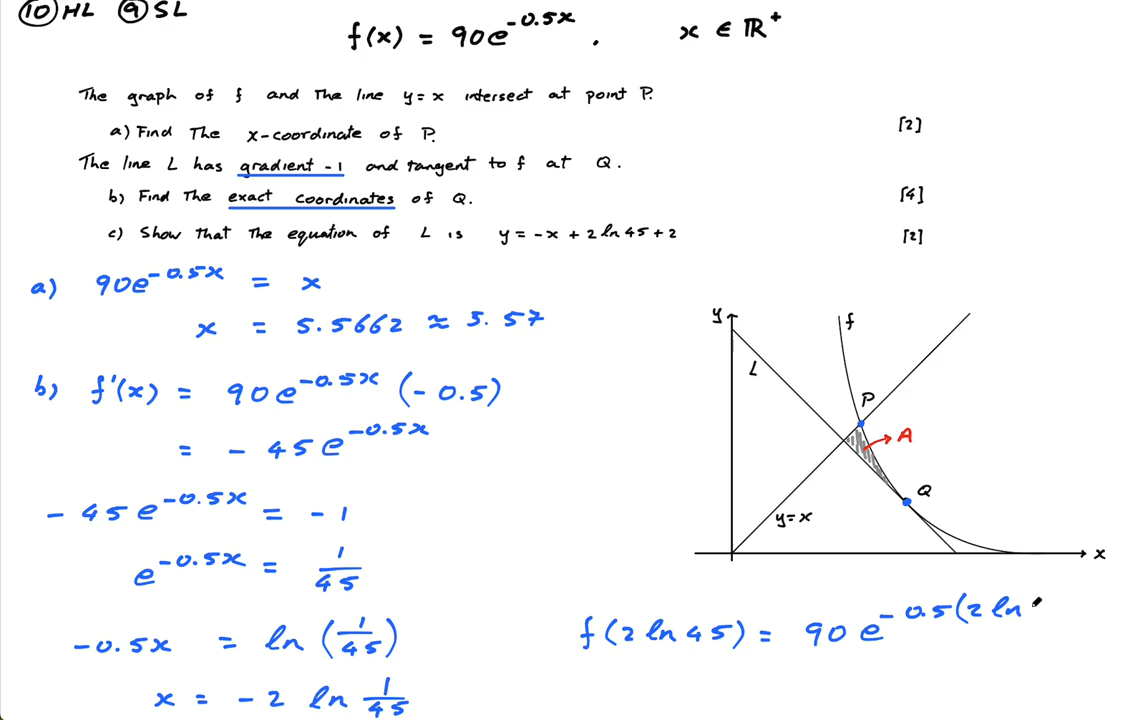 ⑩ HL ⑨ SL
f(x) = 90e^{-0.5x} . x ∈ ℝ⁺
The graph of f and the line y=x intersect at point P.
a) Find the x-coordinate of P. [2]
The line L has gradient -1 and tangent to f at Q.
b) Find the exact coordinates of Q. [4]
c) Show that the equation of L is y = -x + 2 ln 45 + 2 [2]
a) 90e^{-0.5x} = x
x = 5.5662 ≈ 5.57
b) f'(x) = 90e^{-0.5x} (-0.5)
= -45e^{-0.5x}
-45e^{-0.5x} = -1
e^{-0.5x} = 1/45
-0.5x = ln (1/45)
x = -2 ln 1/45
y
f
L
P
A
Q
y=x
x
f(2 ln 45) = 90 e^{-0.5(2 ln